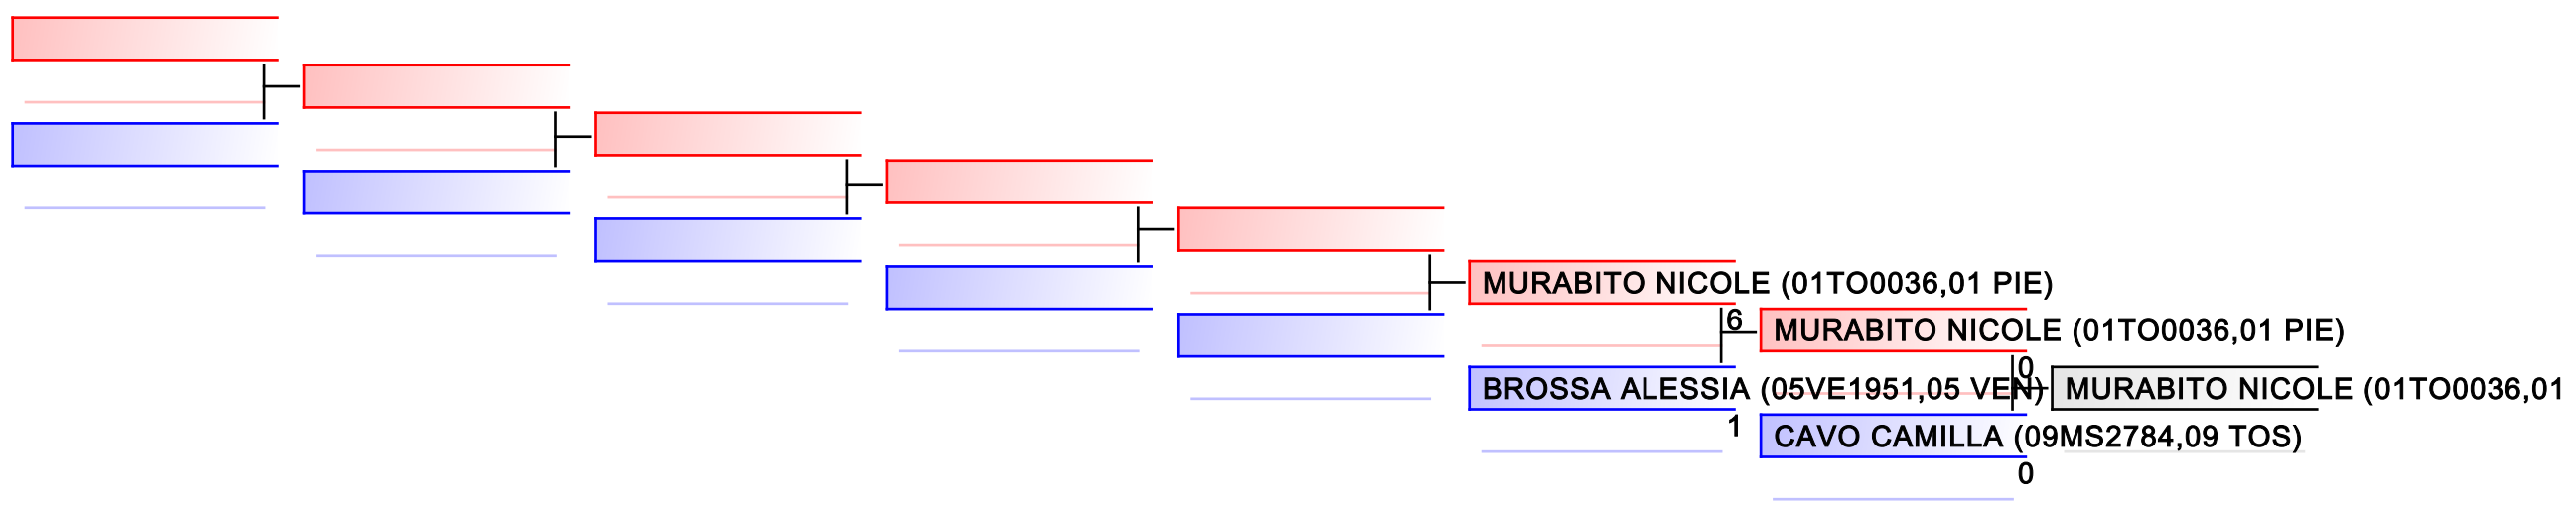 MURABITO NICOLE (01TO0036,01 PIE)
6
MURABITO NICOLE (01TO0036,01 PIE)
0
BROSSA ALESSIA (05VE1951,05 VEN)
MURABITO NICOLE (01TO0036,01
1
CAVO CAMILLA (09MS2784,09 TOS)
0